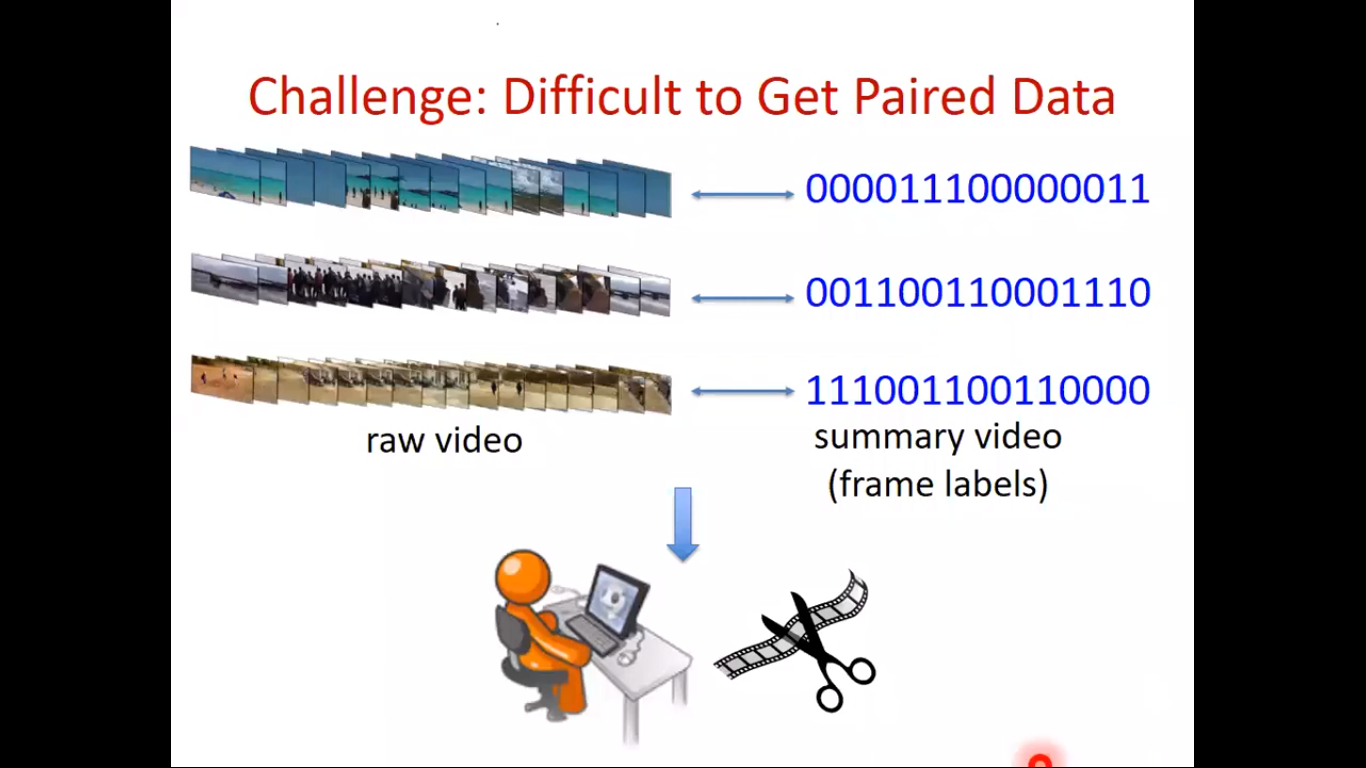 Challenge: Difficult to Get Paired Data
000011100000011
001100110001110
111001100110000
raw video
summary video
(frame labels)